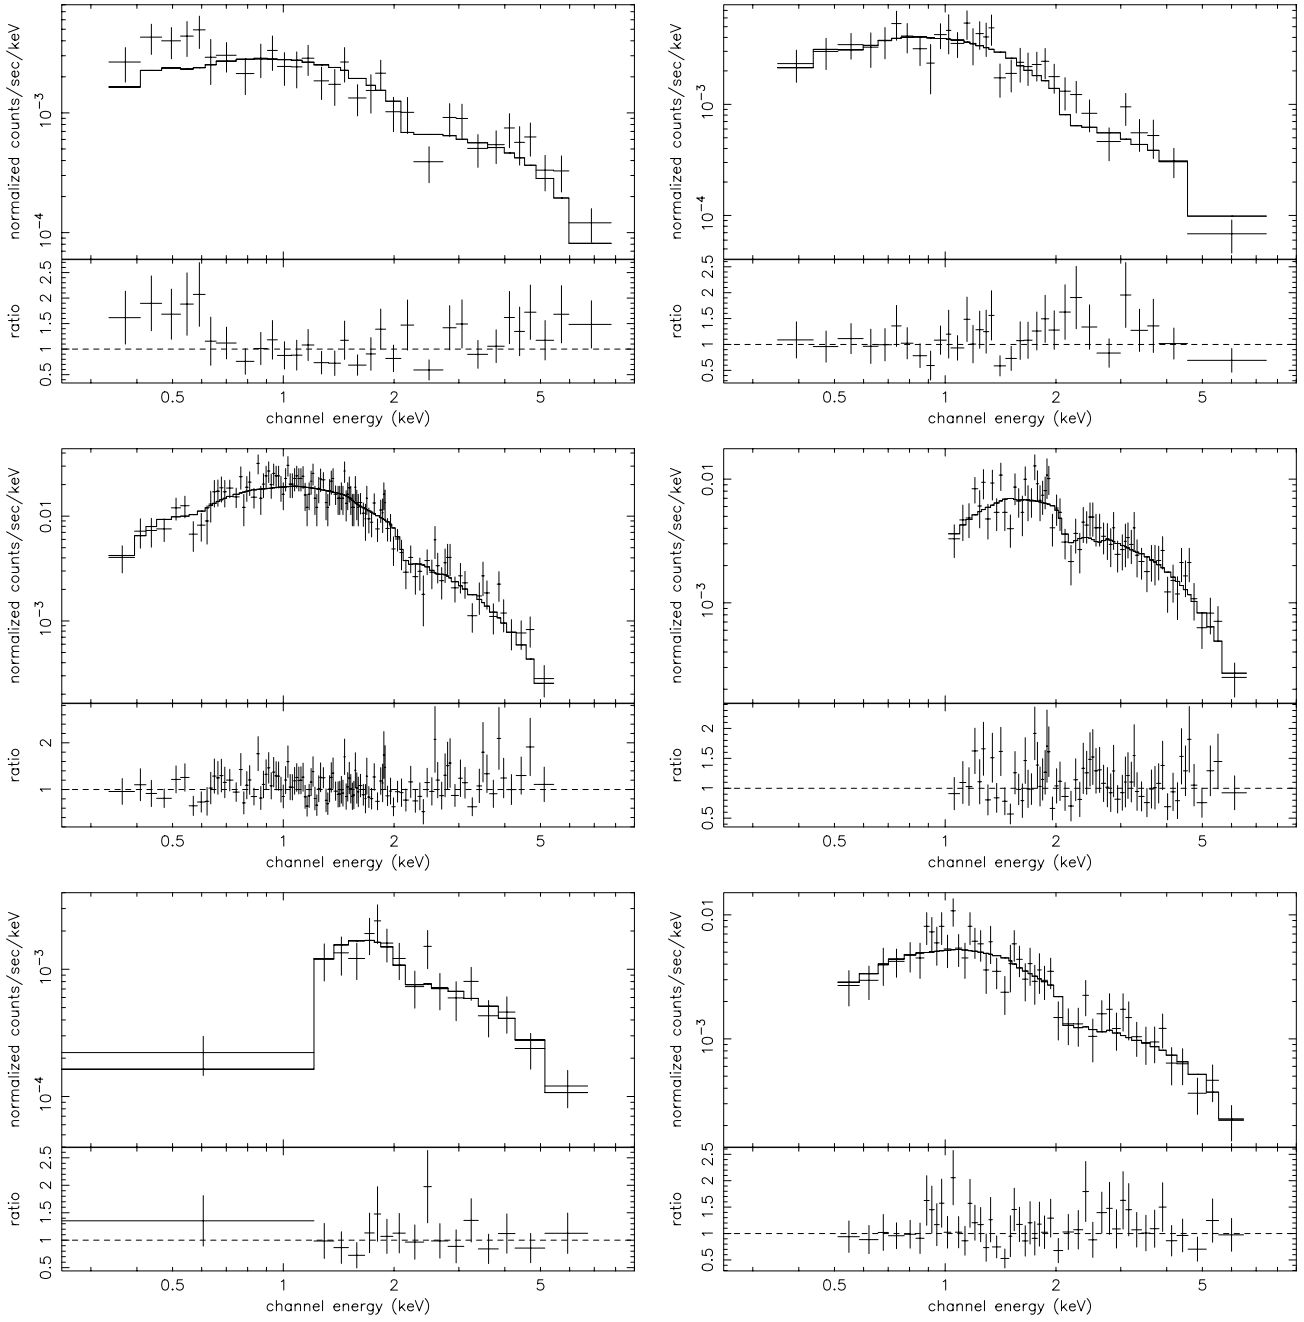 normalized counts/sec/keV
10⁻³
10⁻⁴
ratio
2.5
2
1.5
1
0.5
0.5 1 2 5
channel energy (keV)
normalized counts/sec/keV
10⁻³
10⁻⁴
ratio
2.5
2
1.5
1
0.5
0.5 1 2 5
channel energy (keV)
normalized counts/sec/keV
0.01
10⁻³
ratio
2
1
0.5 1 2 5
channel energy (keV)
normalized counts/sec/keV
0.01
10⁻³
ratio
2
1.5
1
0.5
0.5 1 2 5
channel energy (keV)
normalized counts/sec/keV
10⁻³
10⁻⁴
ratio
2.5
2
1.5
1
0.5
0.5 1 2 5
channel energy (keV)
normalized counts/sec/keV
0.01
10⁻³
ratio
2.5
2
1.5
1
0.5
0.5 1 2 5
channel energy (keV)